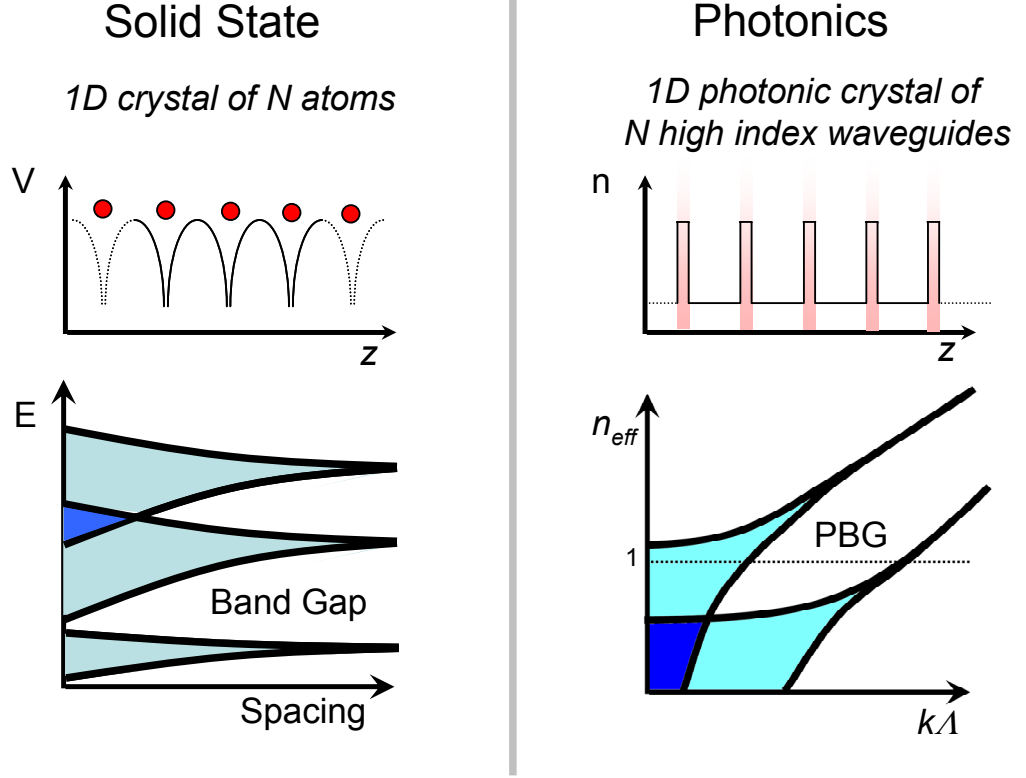 Solid State
1D crystal of N atoms
V
z
E
Band Gap
Spacing
Photonics
1D photonic crystal of
N high index waveguides
n
z
neff
1
PBG
kΛ